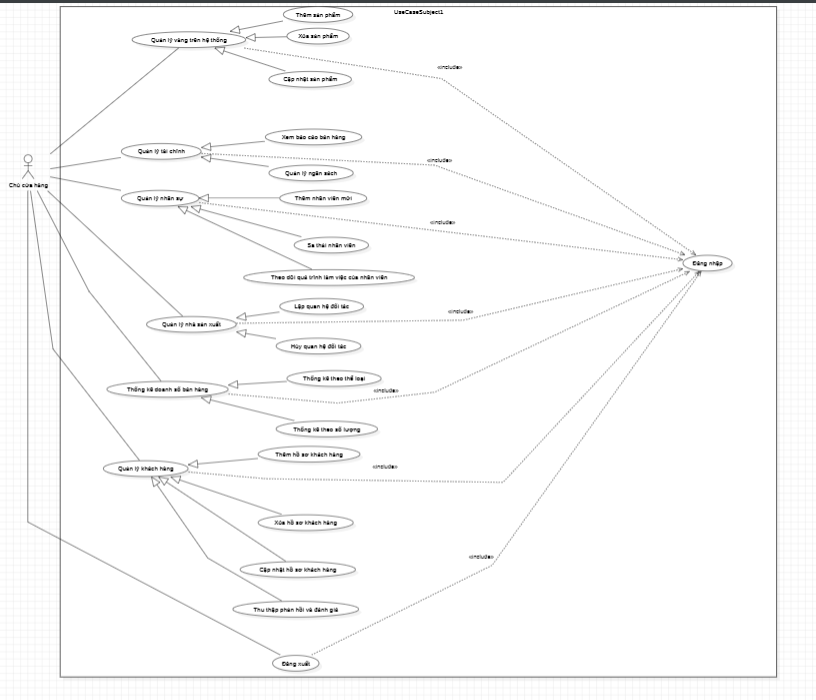 UseCaseSubject1
Thêm sản phẩm
Xóa sản phẩm
Quản lý vàng trên hệ thống
Cập nhật sản phẩm
«include»
Xem báo cáo bán hàng
Quản lý tài chính
«include»
Quản lý ngân sách
Chủ cửa hàng
Quản lý nhân sự
Thêm nhân viên mới
«include»
Sa thải nhân viên
Đăng nhập
Theo dõi quá trình làm việc của nhân viên
Lập quan hệ đối tác
«include»
Quản lý nhà sản xuất
Hủy quan hệ đối tác
Thống kê theo thể loại
Thống kê doanh số bán hàng
«include»
Thống kê theo số lượng
Thêm hồ sơ khách hàng
Quản lý khách hàng
«include»
Xóa hồ sơ khách hàng
«include»
Cập nhật hồ sơ khách hàng
Thu thập phản hồi và đánh giá
Đăng xuất